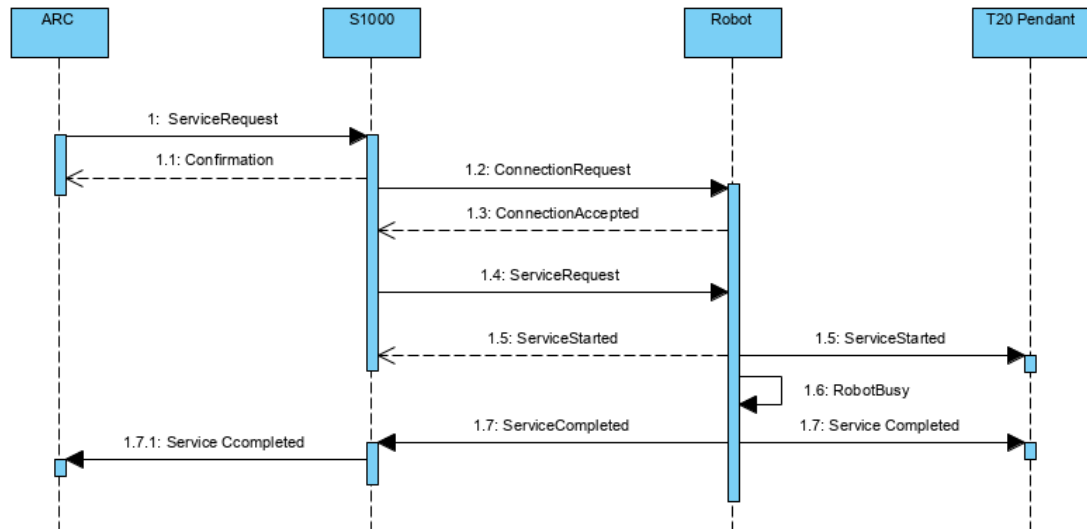 ARC
S1000
Robot
T20 Pendant
1: ServiceRequest
1.1: Confirmation
1.2: ConnectionRequest
1.3: ConnectionAccepted
1.4: ServiceRequest
1.5: ServiceStarted
1.5: ServiceStarted
1.6: RobotBusy
1.7: ServiceCompleted
1.7: Service Completed
1.7.1: Service Ccompleted